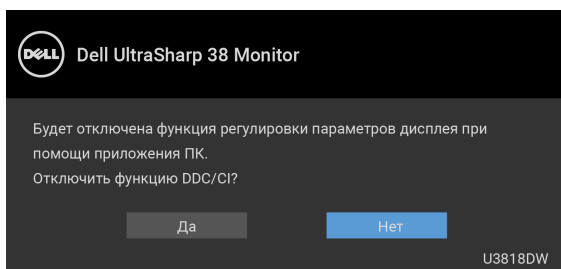 DELL
Dell UltraSharp 38 Monitor
Будет отключена функция регулировки параметров дисплея при
помощи приложения ПК.
Отключить функцию DDC/CI?
Да
Нет
U3818DW